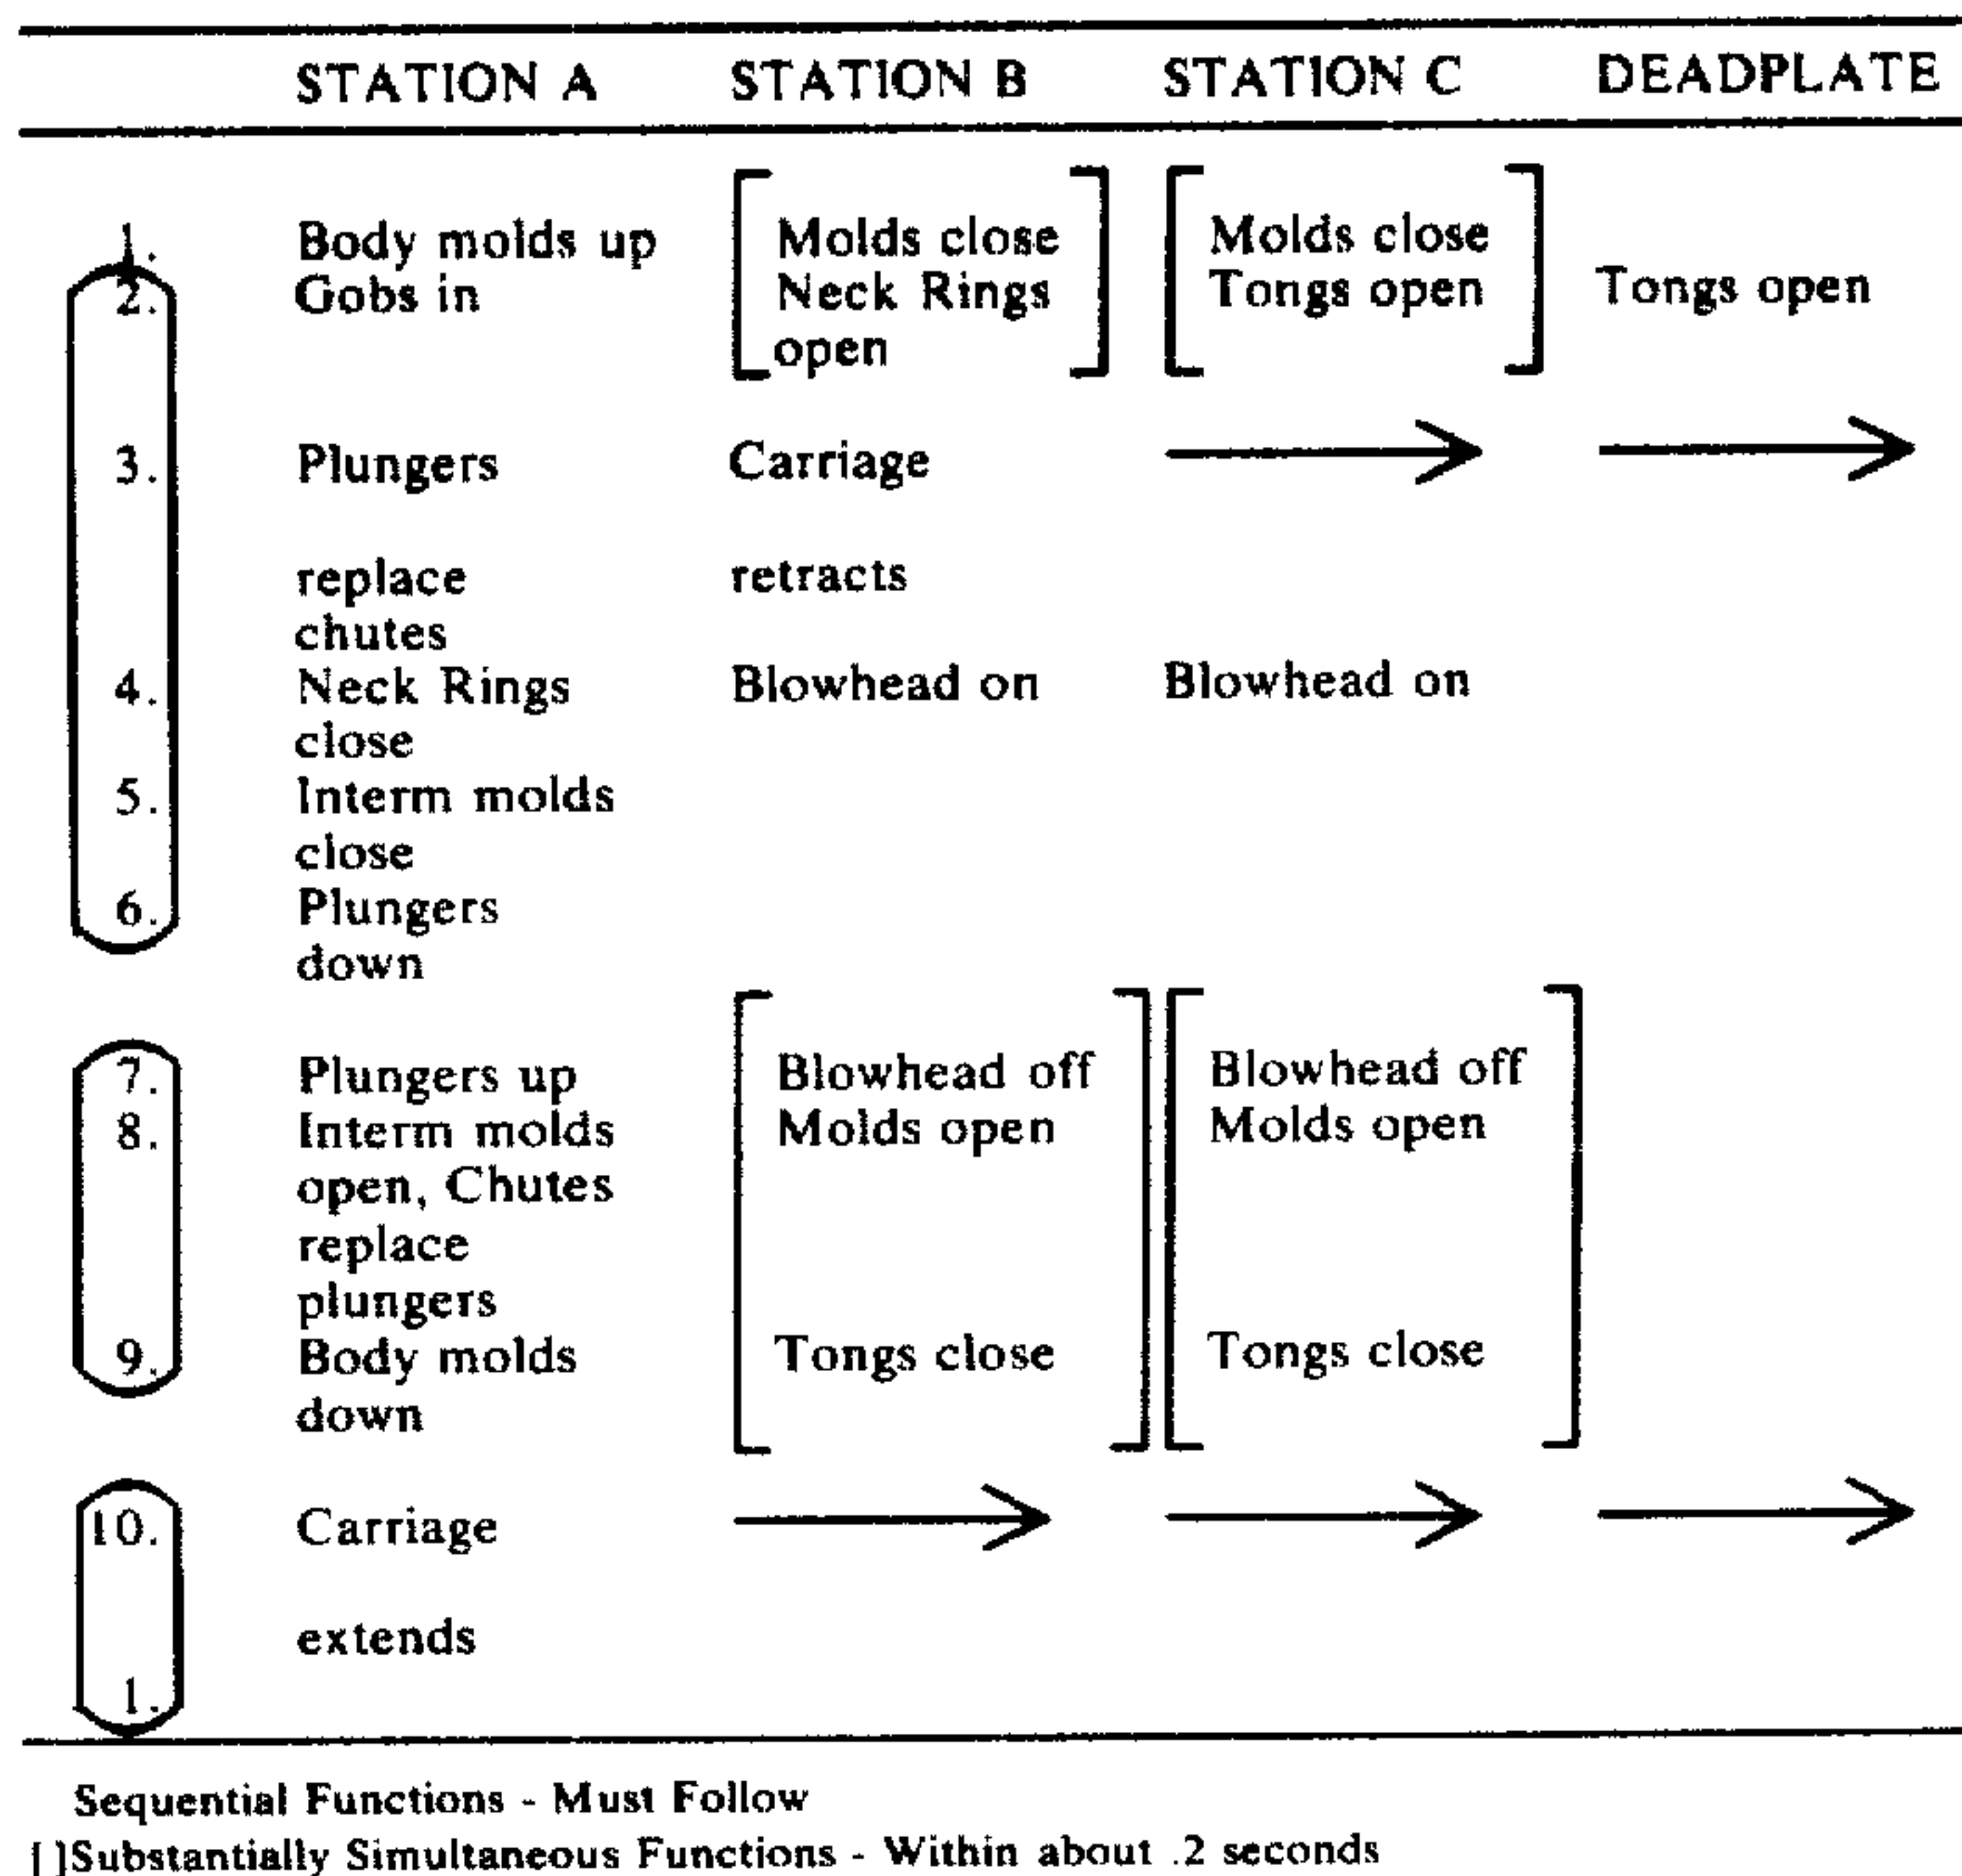 STATION A STATION B STATION C DEADPLATE
1. Body molds up [ Molds close ] [ Molds close ]
2. Gobs in Neck Rings Tongs open Tongs open
open
3. Plungers Carriage
replace retracts
chutes
4. Neck Rings Blowhead on Blowhead on
close
5. Interm molds
close
6. Plungers
down
7. Plungers up [ Blowhead off ] [ Blowhead off ]
8. Interm molds Molds open Molds open
open, Chutes
replace
plungers
9. Body molds Tongs close Tongs close
down
10. Carriage
extends
1.
Sequential Functions - Must Follow
[ ]Substantially Simultaneous Functions - Within about .2 seconds